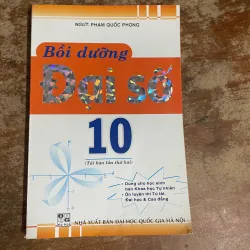 NGƯT. PHẠM QUỐC PHONG
Bồi dưỡng
Đại số
10
(Tái bản lần thứ hai)
- Dùng cho học sinh
ban Khoa học Tự nhiên
- Ôn luyện thi Tú tài,
Đại học & Cao đẳng
NHÀ XUẤT BẢN ĐẠI HỌC QUỐC GIA HÀ NỘI